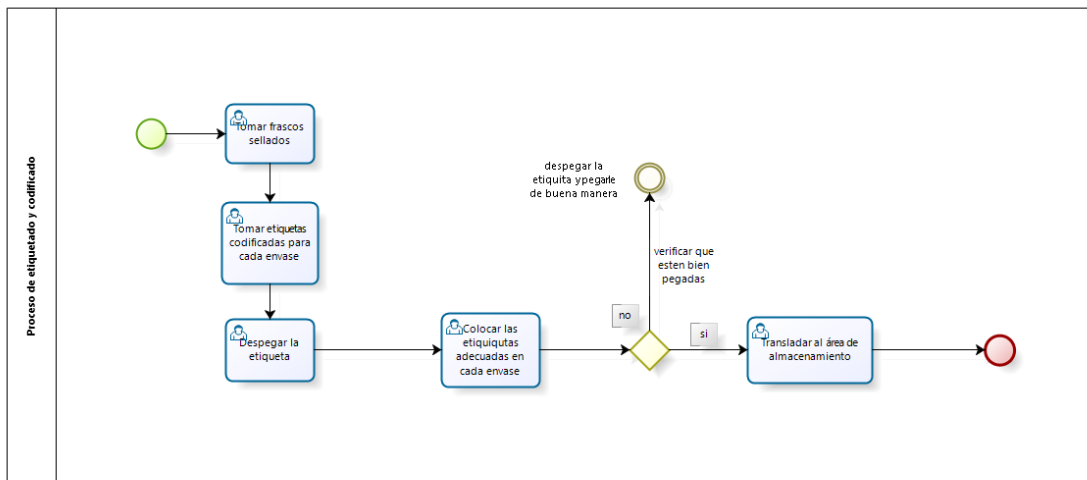 Proceso de etiquetado y codificado
Tomar frascos
sellados
Tomar etiquetas
codificadas para
cada envase
Despegar la
etiqueta
Colocar las
etiquiqutas
adecuadas en
cada envase
despegar la
etiquita ypegarle
de buena manera
verificar que
esten bien
pegadas
no
si
Transladar al área de
almacenamiento